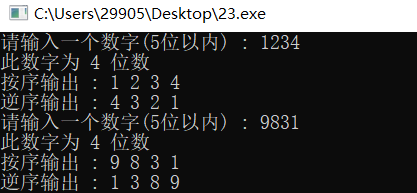 C:\Users\29905\Desktop\23.exe
请输入一个数字(5位以内) : 1234
此数字为 4 位数
按序输出 : 1 2 3 4
逆序输出 : 4 3 2 1
请输入一个数字(5位以内) : 9831
此数字为 4 位数
按序输出 : 9 8 3 1
逆序输出 : 1 3 8 9